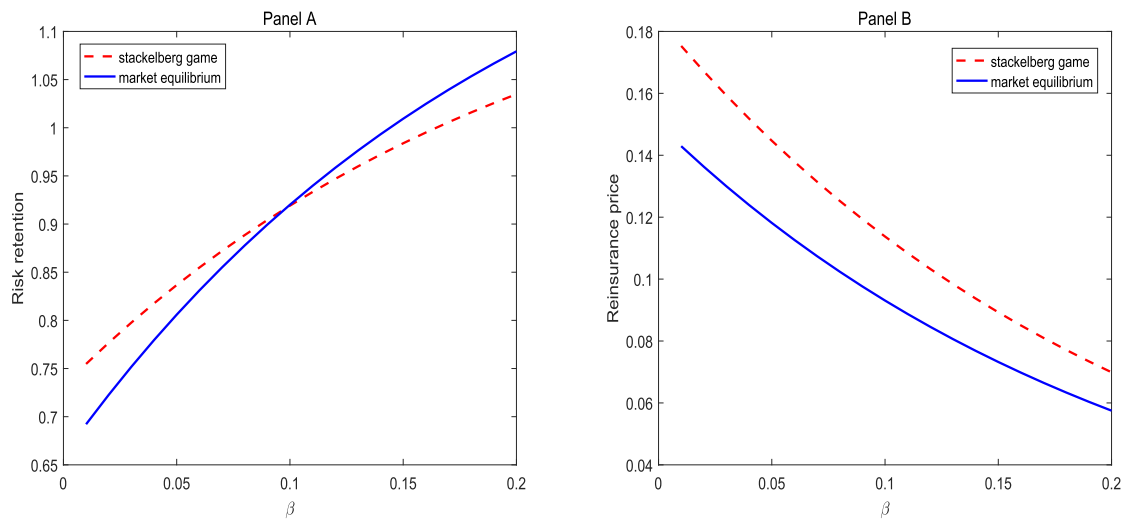 Panel A
1.1
1.05
1
0.95
0.9
0.85
0.8
0.75
0.7
0.65
Risk retention
stackelberg game
market equilibrium
0
0.05
0.1
0.15
0.2
β
Panel B
0.18
0.16
0.14
0.12
0.1
0.08
0.06
0.04
Reinsurance price
stackelberg game
market equilibrium
0
0.05
0.1
0.15
0.2
β